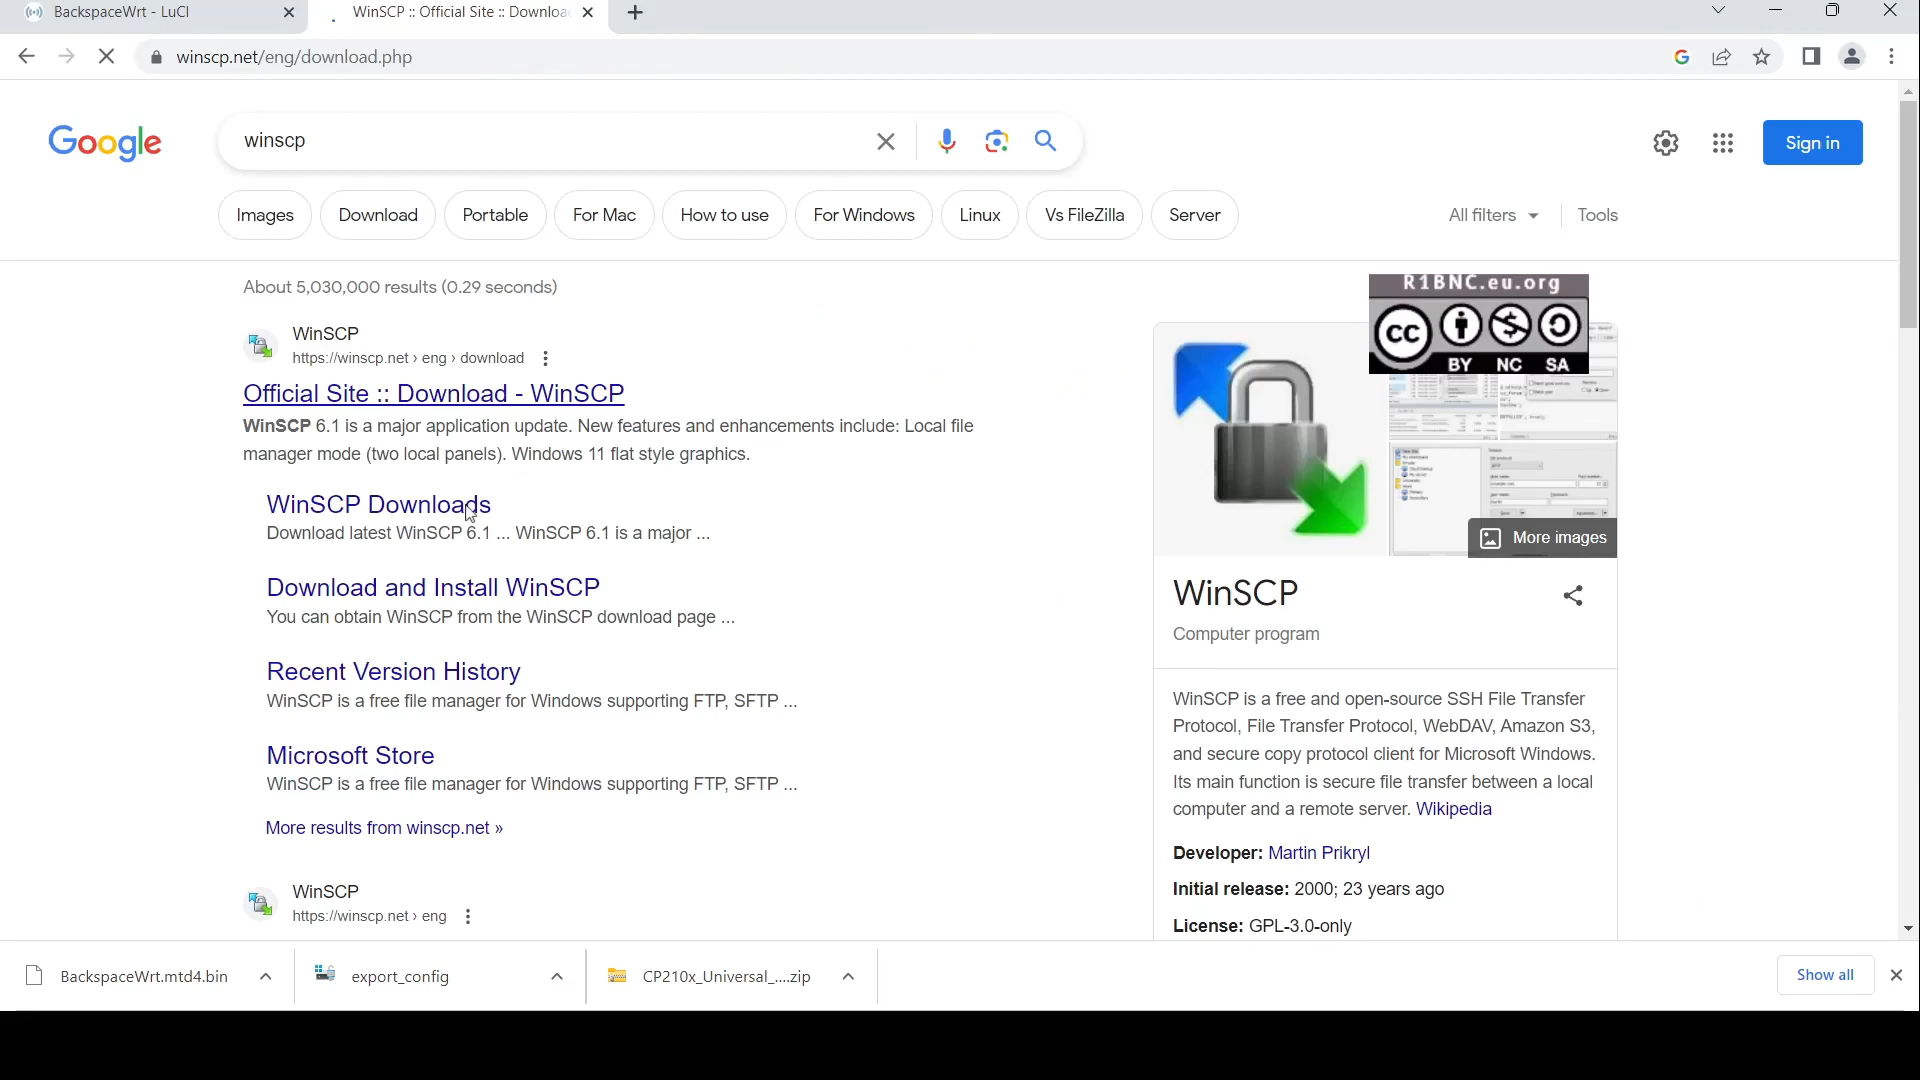 BackspaceWrt - LuCI
WinSCP :: Official Site :: Downloa
winscp.net/eng/download.php
Google
winscp
Sign in
Images
Download
Portable
For Mac
How to use
For Windows
Linux
Vs FileZilla
Server
All filters
Tools
About 5,030,000 results (0.29 seconds)
R1BNC.eu.org
CC
BY NC SA
WinSCP
https://winscp.net › eng › download
Official Site :: Download - WinSCP
WinSCP 6.1 is a major application update. New features and enhancements include: Local file
manager mode (two local panels). Windows 11 flat style graphics.
WinSCP Downloads
Download latest WinSCP 6.1 ... WinSCP 6.1 is a major ...
Download and Install WinSCP
You can obtain WinSCP from the WinSCP download page ...
Recent Version History
WinSCP is a free file manager for Windows supporting FTP, SFTP ...
Microsoft Store
WinSCP is a free file manager for Windows supporting FTP, SFTP ...
More results from winscp.net »
WinSCP
https://winscp.net › eng
More images
WinSCP
Computer program
WinSCP is a free and open-source SSH File Transfer
Protocol, File Transfer Protocol, WebDAV, Amazon S3,
and secure copy protocol client for Microsoft Windows.
Its main function is secure file transfer between a local
computer and a remote server. Wikipedia
Developer: Martin Prikryl
Initial release: 2000; 23 years ago
License: GPL-3.0-only
BackspaceWrt.mtd4.bin
export_config
CP210x_Universal_....zip
Show all